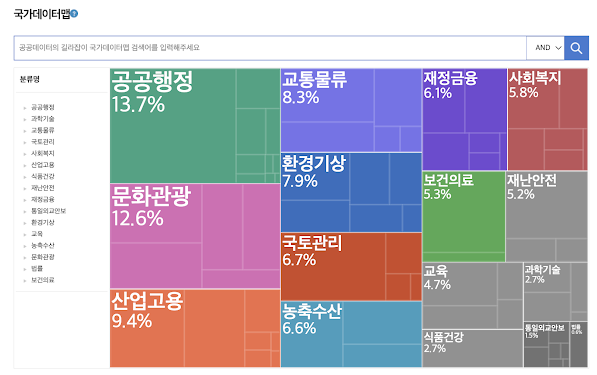 국가데이터맵?
공공데이터의 길라잡이 국가데이터맵 검색어를 입력해주세요
AND
분류명
공공행정
과학기술
교통물류
국토관리
사회복지
산업고용
식품건강
재난안전
재정금융
통일외교안보
환경기상
교육
농축수산
문화관광
법률
보건의료
공공행정
13.7%
문화관광
12.6%
산업고용
9.4%
교통물류
8.3%
환경기상
7.9%
국토관리
6.7%
농축수산
6.6%
재정금융
6.1%
사회복지
5.8%
보건의료
5.3%
재난안전
5.2%
교육
4.7%
과학기술
2.7%
식품건강
2.7%
통일외교안보
1.5%
법률
0.6%